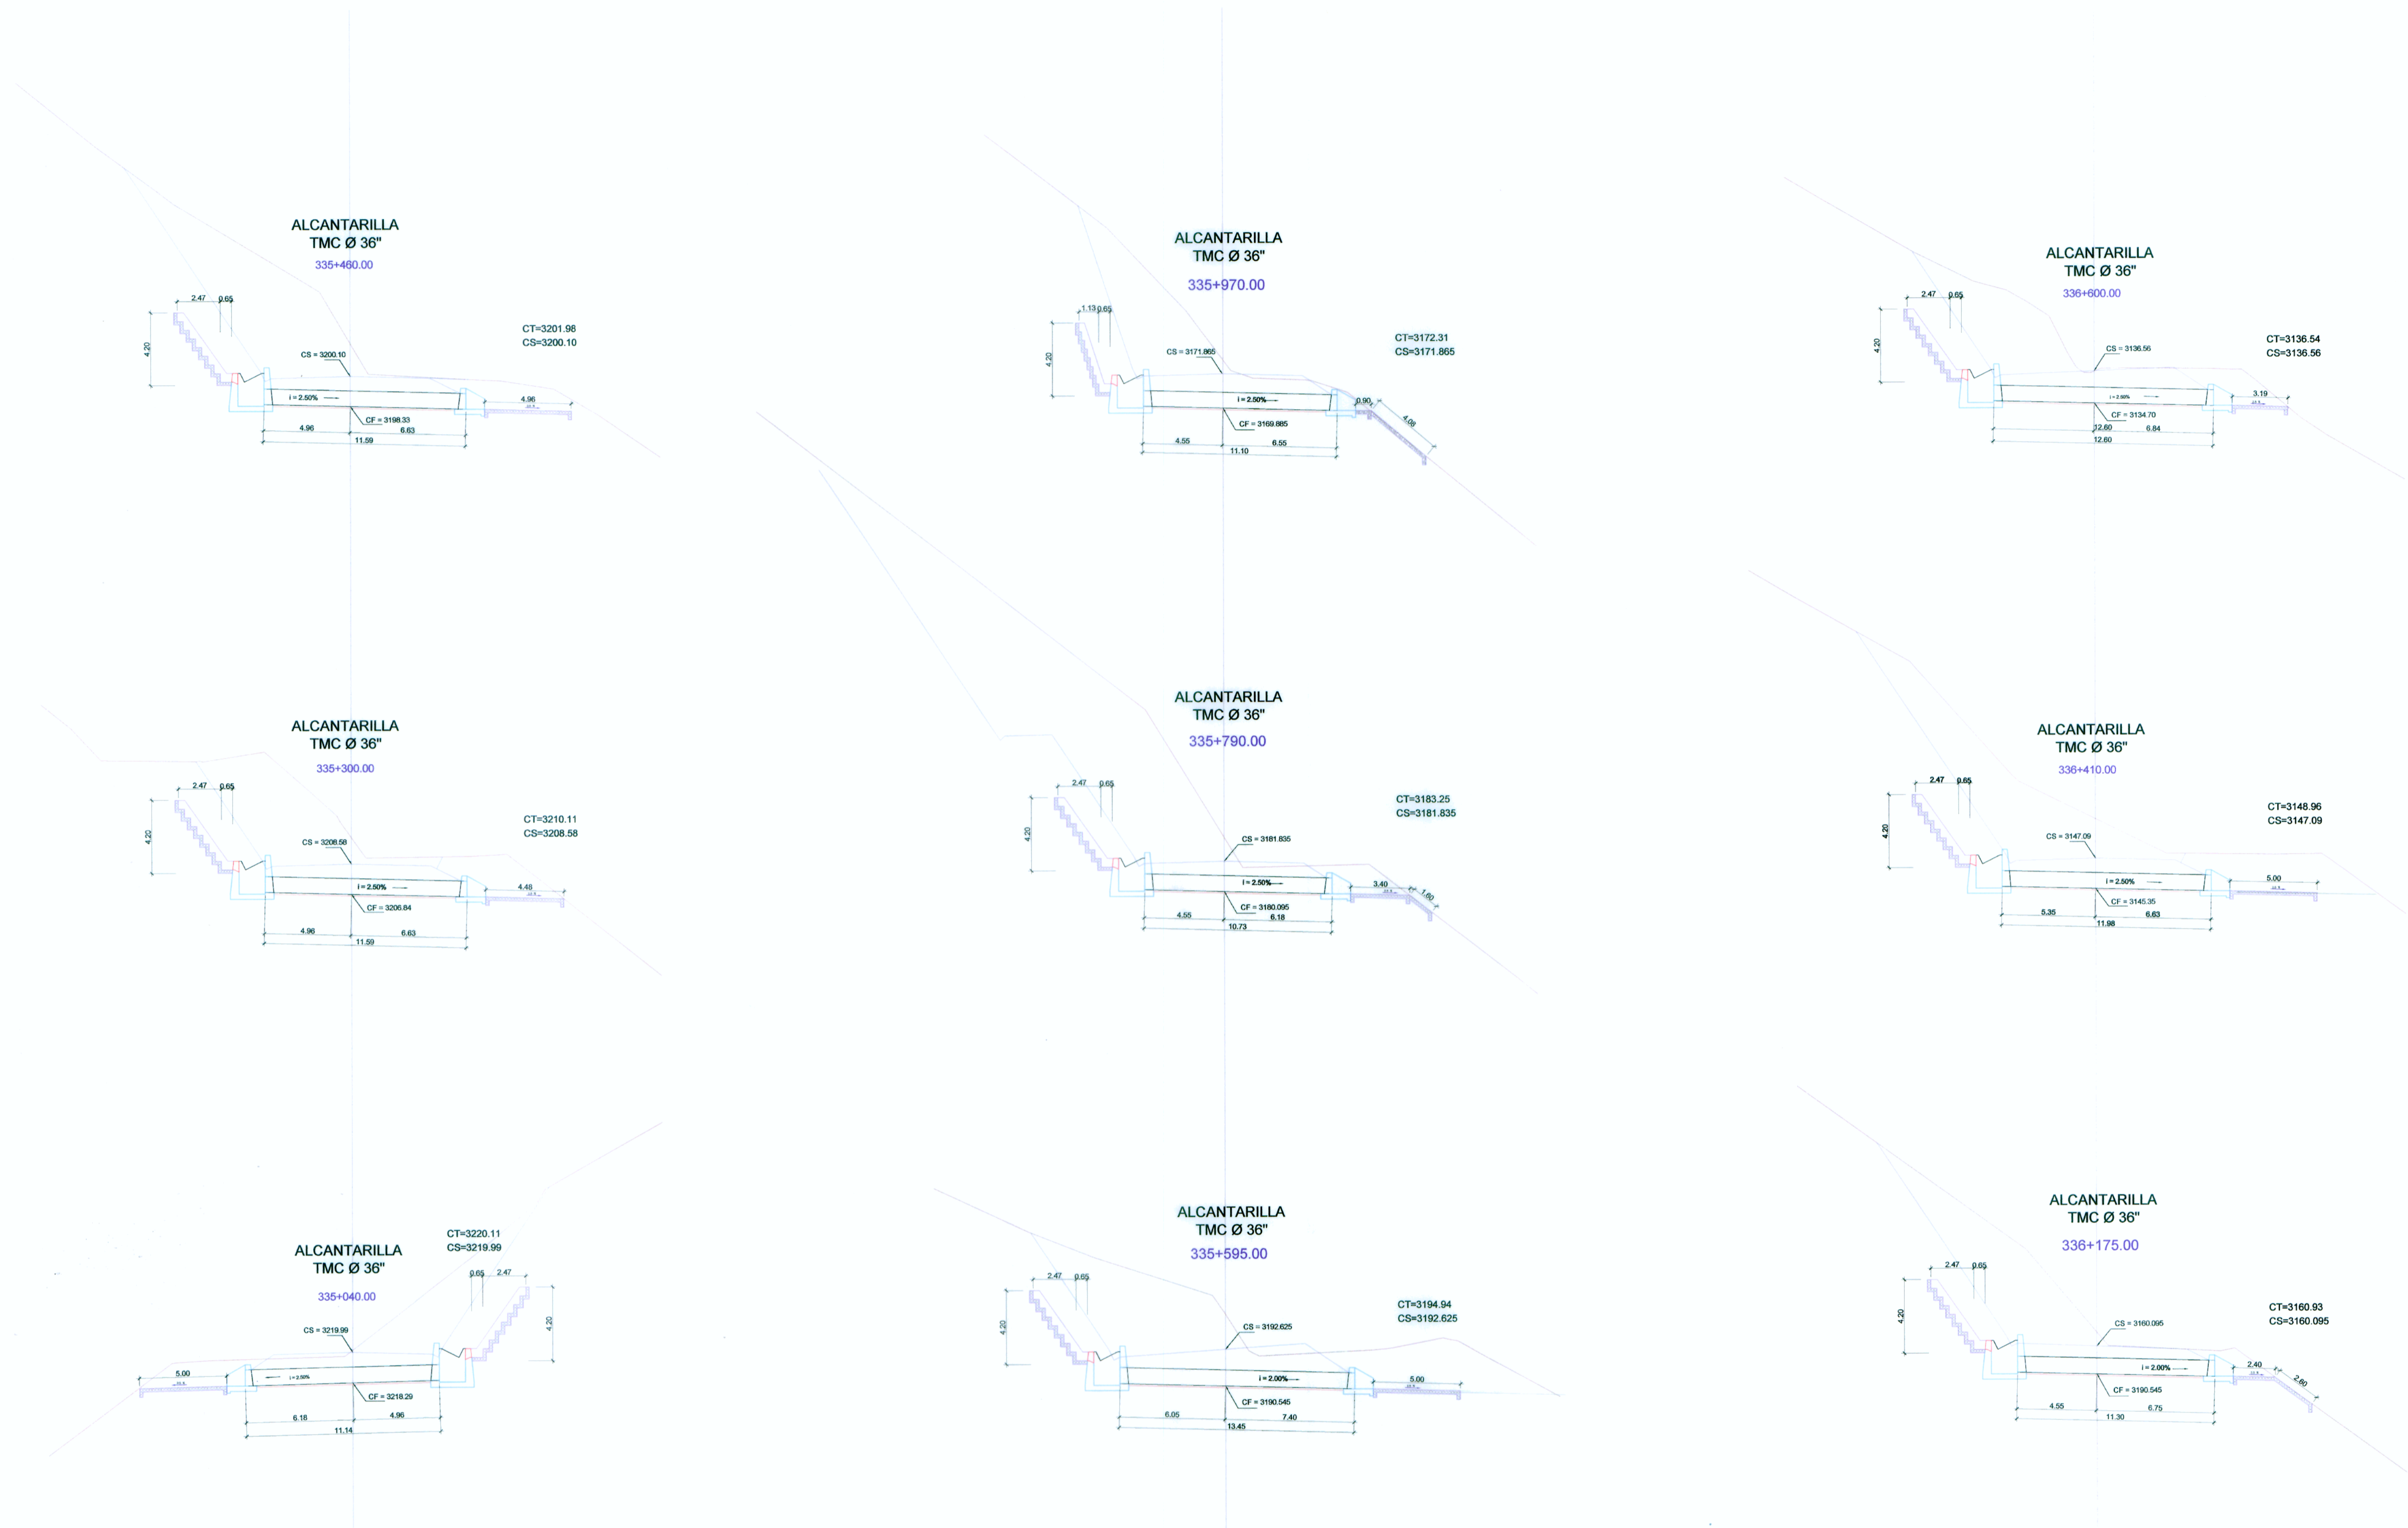 ALCANTARILLA
TMC Ø 36"
335+460.00
2.47
0.65
4.20
CT=3201.98
CS=3200.10
CS = 3200.10
i = 2.50%
4.96
CF = 3198.33
4.96
6.63
11.59
ALCANTARILLA
TMC Ø 36"
335+970.00
1.13
0.65
4.20
CT=3172.31
CS=3171.865
CS = 3171.865
i = 2.50%
0.90
4.08
CF = 3169.885
4.55
6.55
11.10
ALCANTARILLA
TMC Ø 36"
336+600.00
2.47
0.65
4.20
CT=3136.54
CS=3136.56
CS = 3136.56
i = 2.50%
3.19
CF = 3134.70
12.60
6.84
12.60
ALCANTARILLA
TMC Ø 36"
335+300.00
2.47
0.65
4.20
CT=3210.11
CS=3208.58
CS = 3208.58
i = 2.50%
4.48
CF = 3206.84
4.96
6.63
11.59
ALCANTARILLA
TMC Ø 36"
335+790.00
2.47
0.65
4.20
CT=3183.25
CS=3181.835
CS = 3181.835
i = 2.50%
3.40
1.60
CF = 3180.095
4.55
6.18
10.73
ALCANTARILLA
TMC Ø 36"
336+410.00
2.47
0.65
4.20
CT=3148.96
CS=3147.09
CS = 3147.09
i = 2.50%
5.00
CF = 3145.35
5.35
6.63
11.98
ALCANTARILLA
TMC Ø 36"
335+040.00
CT=3220.11
CS=3219.99
0.65
2.47
4.20
CS = 3219.99
i = 2.50%
5.00
CF = 3218.29
6.18
4.96
11.14
ALCANTARILLA
TMC Ø 36"
335+595.00
2.47
0.65
4.20
CT=3194.94
CS=3192.625
CS = 3192.625
i = 2.00%
5.00
CF = 3190.545
6.05
7.40
13.45
ALCANTARILLA
TMC Ø 36"
336+175.00
2.47
0.65
4.20
CT=3160.93
CS=3160.095
CS = 3160.095
i = 2.00%
2.40
2.60
CF = 3190.545
4.55
6.75
11.30